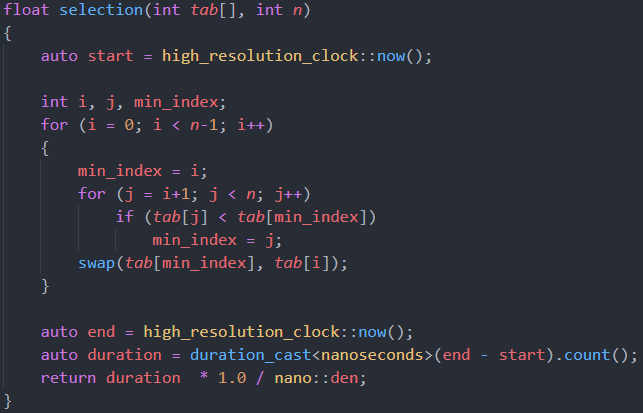 float selection(int tab[], int n)
{
    auto start = high_resolution_clock::now();

    int i, j, min_index;
    for (i = 0; i < n-1; i++)
    {
        min_index = i;
        for (j = i+1; j < n; j++)
            if (tab[j] < tab[min_index])
                min_index = j;
        swap(tab[min_index], tab[i]);
    }

    auto end = high_resolution_clock::now();
    auto duration = duration_cast<nanoseconds>(end - start).count();
    return duration  * 1.0 / nano::den;
}